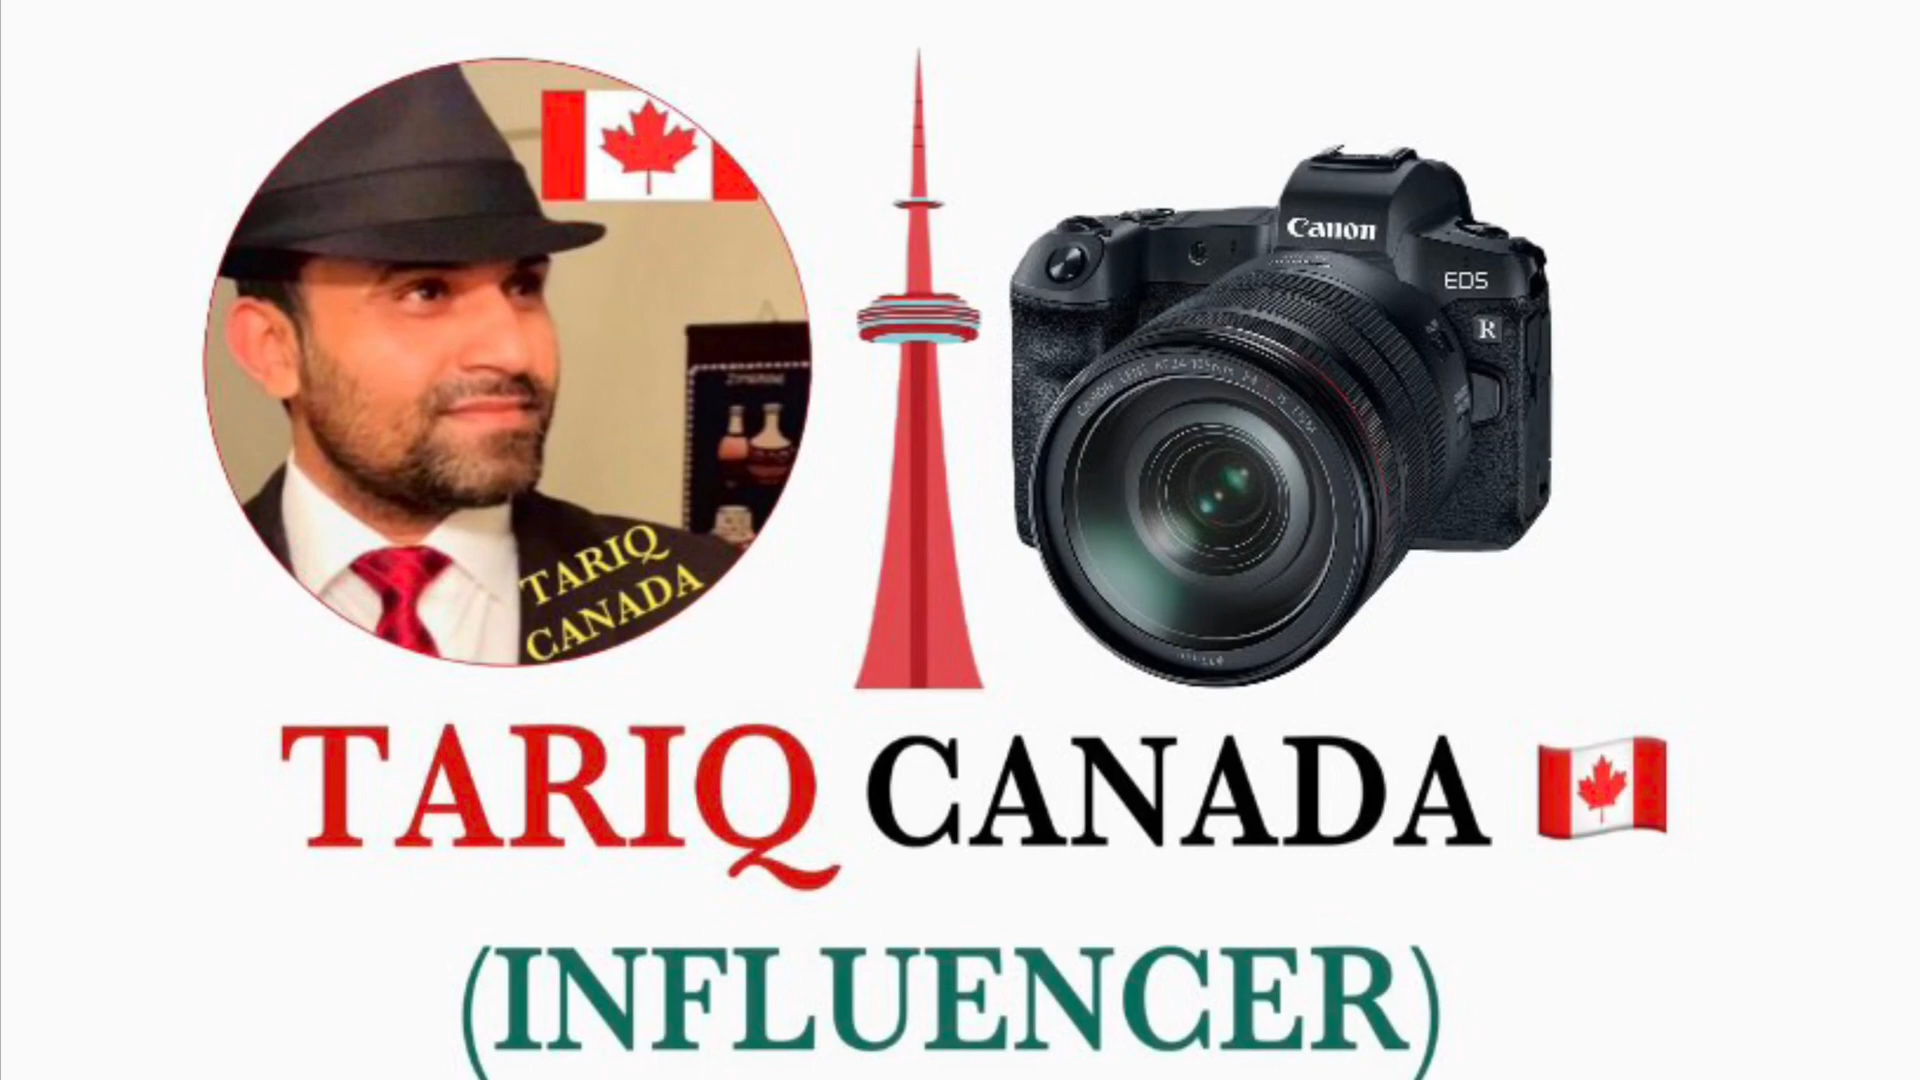 TARIQ
CANADA
Canon
EOS
R
TARIQ CANADA 🇨🇦
(INFLUENCER)